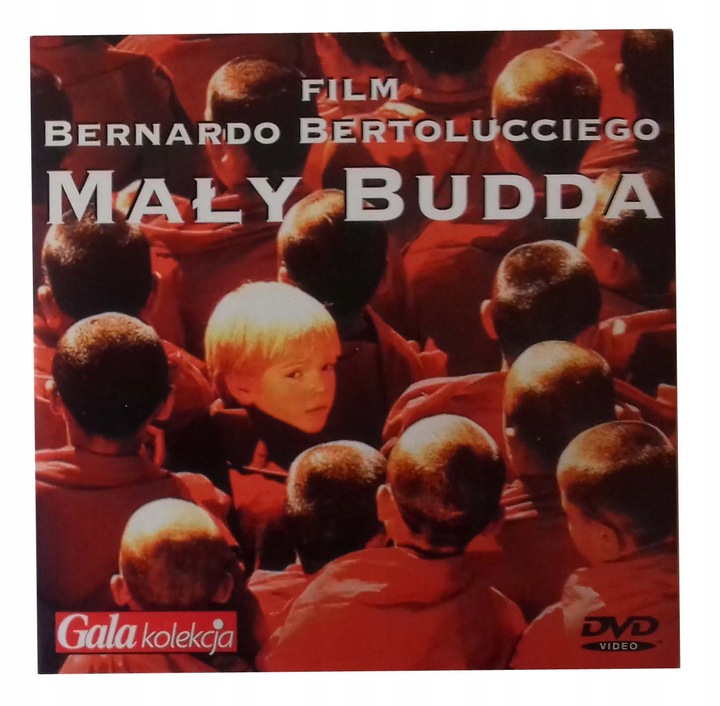 FILM
BERNARDO BERTOLUCCIEGO
MAŁY BUDDA
Gala kolekcja
DVD
VIDEO